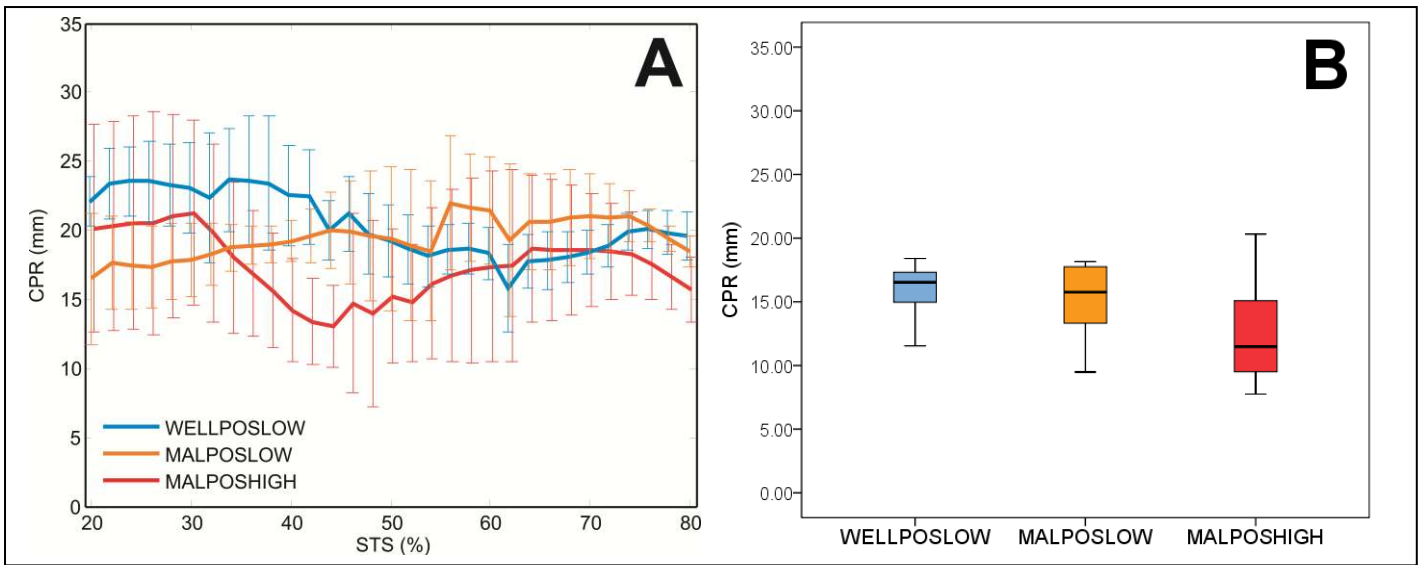 A
35
30
25
20
15
10
5
0
CPR (mm)
WELLPOSLOW
MALPOSLOW
MALPOSHIGH
20 30 40 50 60 70 80
STS (%)
B
35.00
30.00
25.00
20.00
15.00
10.00
5.00
0.00
CPR (mm)
WELLPOSLOW MALPOSLOW MALPOSHIGH